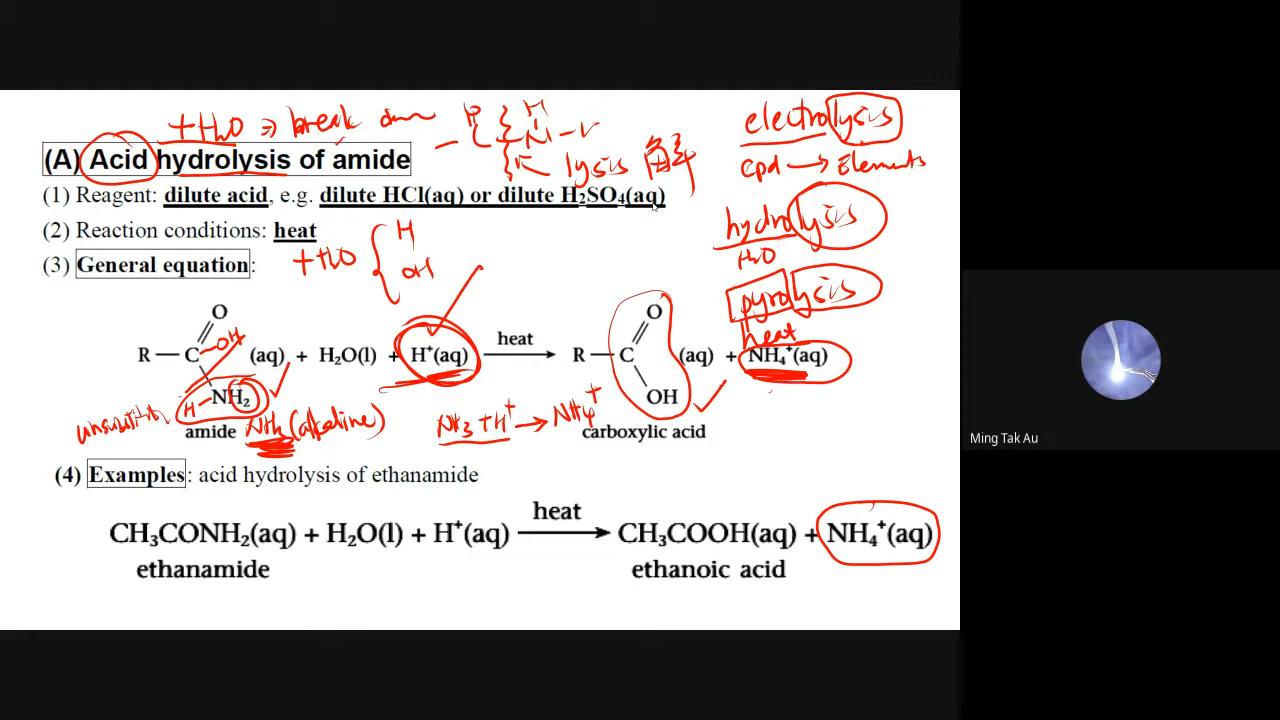 +H₂O ⇒ break down
(A) Acid hydrolysis of amide
lysis 解
electrolysis
cpd → Elements
(1) Reagent: dilute acid, e.g. dilute HCl(aq) or dilute H₂SO₄(aq)
hydrolysis
H₂O
(2) Reaction conditions: heat
(3) General equation:
+H₂O { H
OH
pyrolysis
heat
O
R — C — OH (aq) + H₂O(l) + H⁺(aq) heat → R — C (aq) + NH₄⁺(aq)
O
H – NH₂
OH
amide NH₃ (alkaline)
NH₃ + H⁺ → NH₄⁺
carboxylic acid
(4) Examples: acid hydrolysis of ethanamide
heat
CH₃CONH₂(aq) + H₂O(l) + H⁺(aq) → CH₃COOH(aq) + NH₄⁺(aq)
ethanamide ethanoic acid
Ming Tak Au